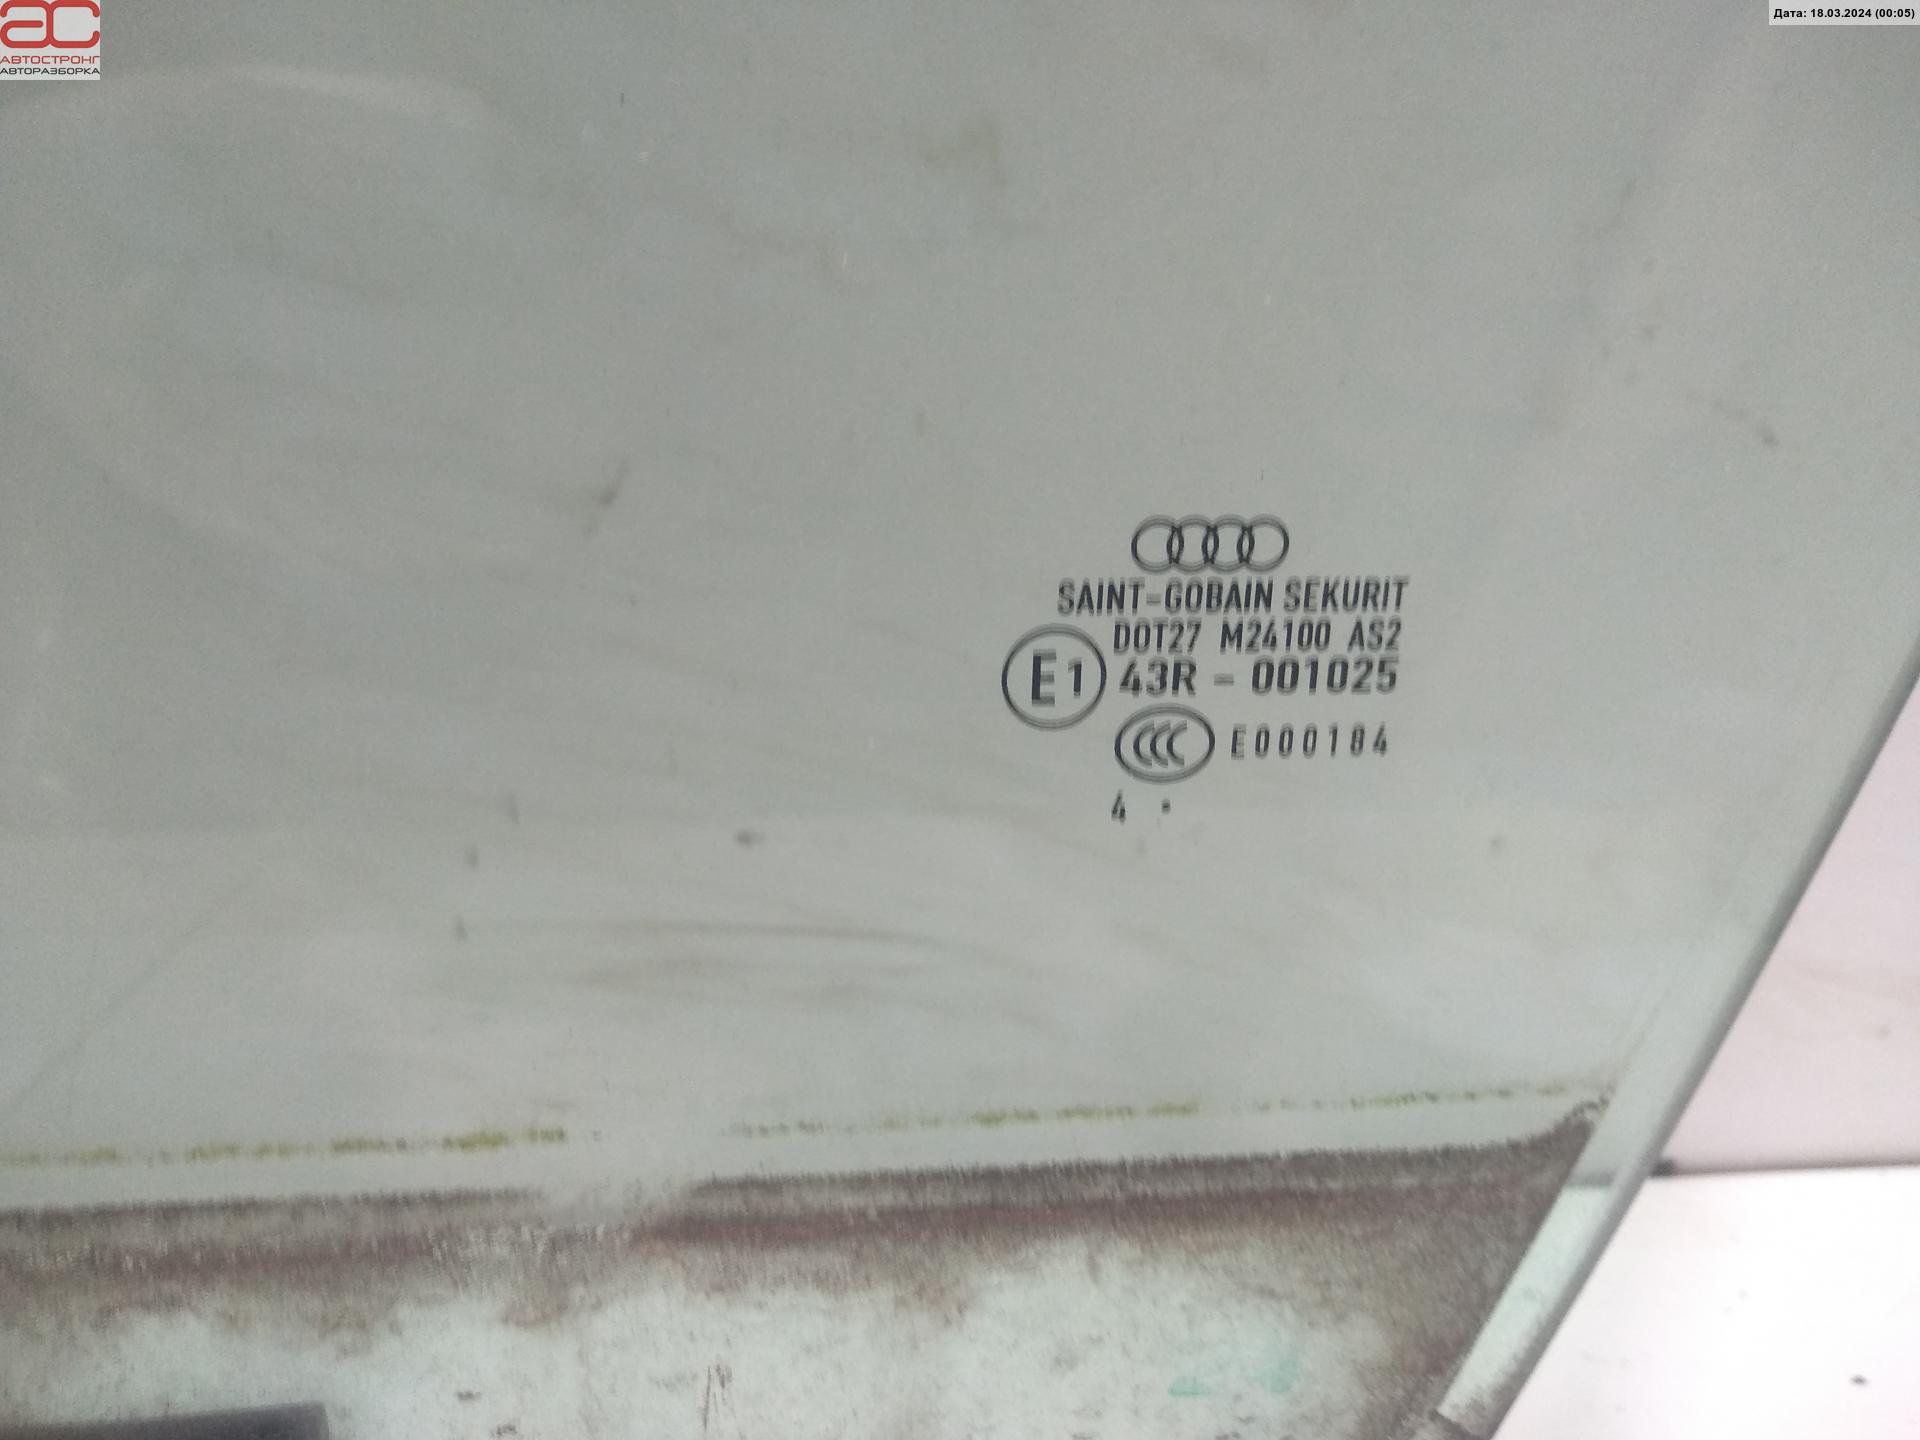 АВТОСТРОНГ
АВТОРАЗБОРКА
Дата: 18.03.2024 (00:05)
SAINT-GOBAIN SEKURIT
DOT27 M24100 AS2
E1 43R - 001025
CCC E000184
4 •